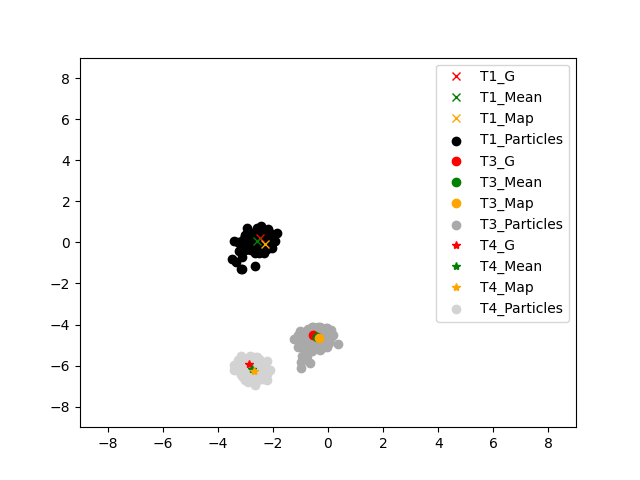 8
6
4
2
0
−2
−4
−6
−8
−8 −6 −4 −2 0 2 4 6 8
T1_G
T1_Mean
T1_Map
T1_Particles
T3_G
T3_Mean
T3_Map
T3_Particles
T4_G
T4_Mean
T4_Map
T4_Particles